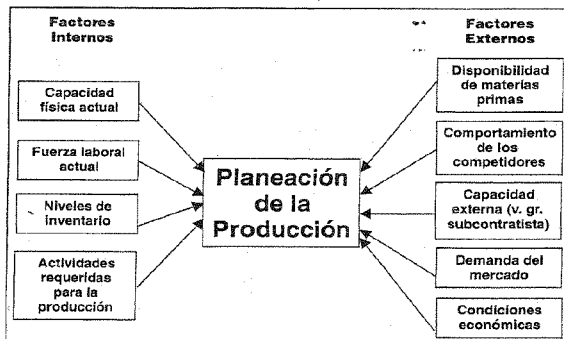 Factores
Internos
Capacidad
física actual
Fuerza laboral
actual
Niveles de
inventario
Actividades
requeridas
para la
producción
Planeación
de la
Producción
Factores
Externos
Disponibilidad
de materias
primas
Comportamiento
de los
competidores
Capacidad
externa (v. gr.
subcontratista)
Demanda del
mercado
Condiciones
económicas